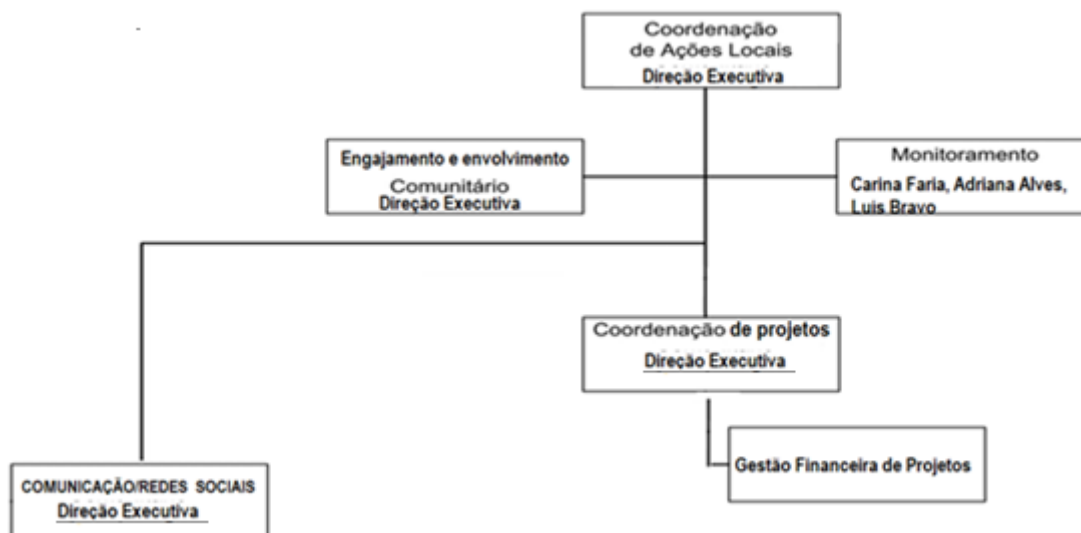 Coordenação
de Ações Locais
Direção Executiva
Engajamento e envolvimento
Comunitário
Direção Executiva
Monitoramento
Carina Faria, Adriana Alves,
Luis Bravo
Coordenação de projetos
Direção Executiva
Gestão Financeira de Projetos
COMUNICAÇÃO/REDES SOCIAIS
Direção Executiva